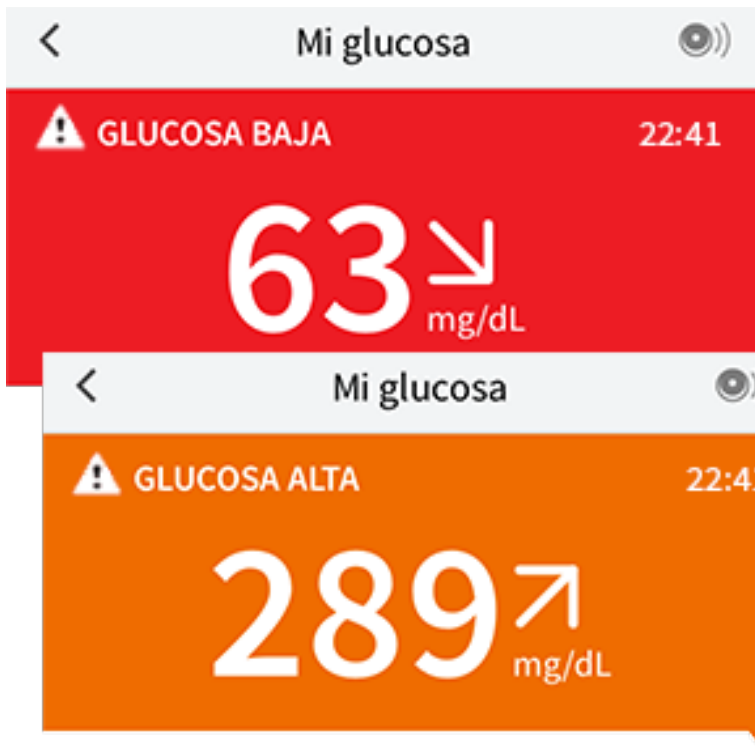 Mi glucosa
GLUCOSA BAJA 22:41
63 mg/dL
Mi glucosa
GLUCOSA ALTA
289 mg/dL